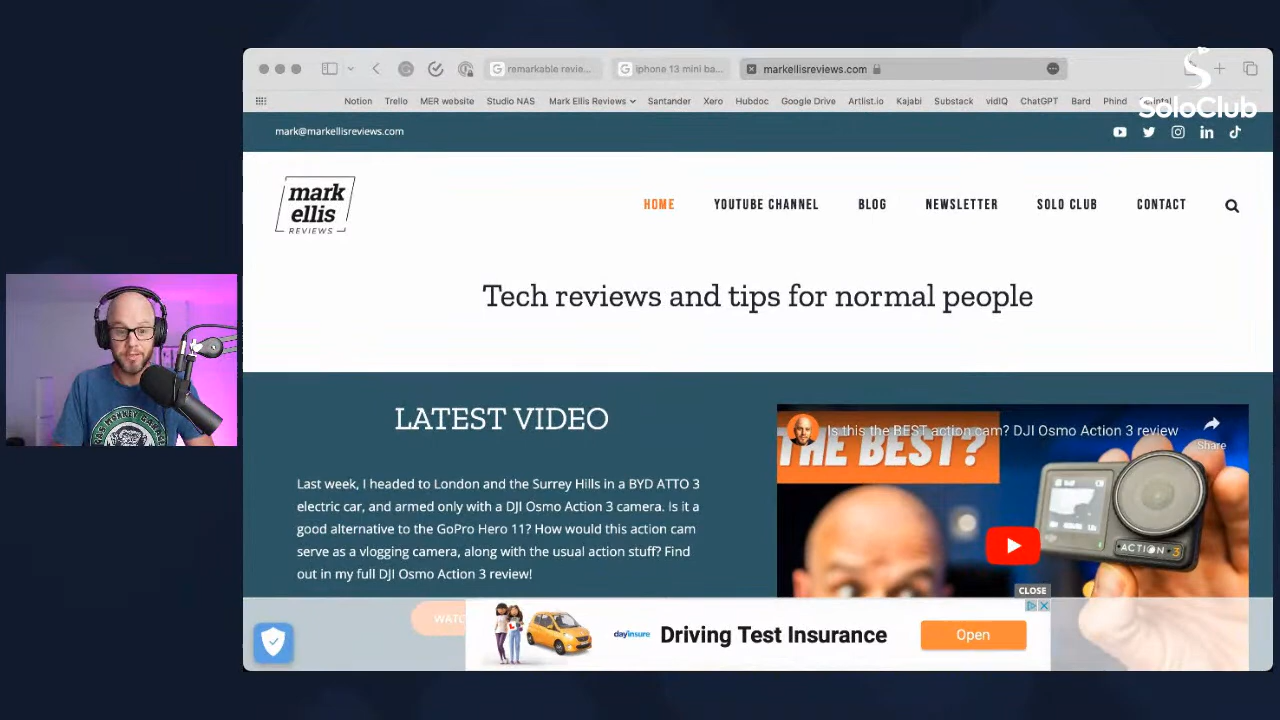 SoloClub
remarkable revie...
iphone 13 mini ba...
markellisreviews.com
Notion Trello MER website Studio NAS Mark Ellis Reviews Santander Xero Hubdoc Google Drive Artlist.io Kajabi Substack vidIQ ChatGPT Bard Phind
mark@markellisreviews.com
mark
ellis
REVIEWS
HOME YOUTUBE CHANNEL BLOG NEWSLETTER SOLO CLUB CONTACT
Tech reviews and tips for normal people
LATEST VIDEO
Last week, I headed to London and the Surrey Hills in a BYD ATTO 3
electric car, and armed only with a DJI Osmo Action 3 camera. Is it a
good alternative to the GoPro Hero 11? How would this action cam
serve as a vlogging camera, along with the usual action stuff? Find
out in my full DJI Osmo Action 3 review!
WATC
Is this the BEST action cam? DJI Osmo Action 3 review
Share
THE BEST?
ACTION 3
CLOSE
dayinsure
Driving Test Insurance
Open